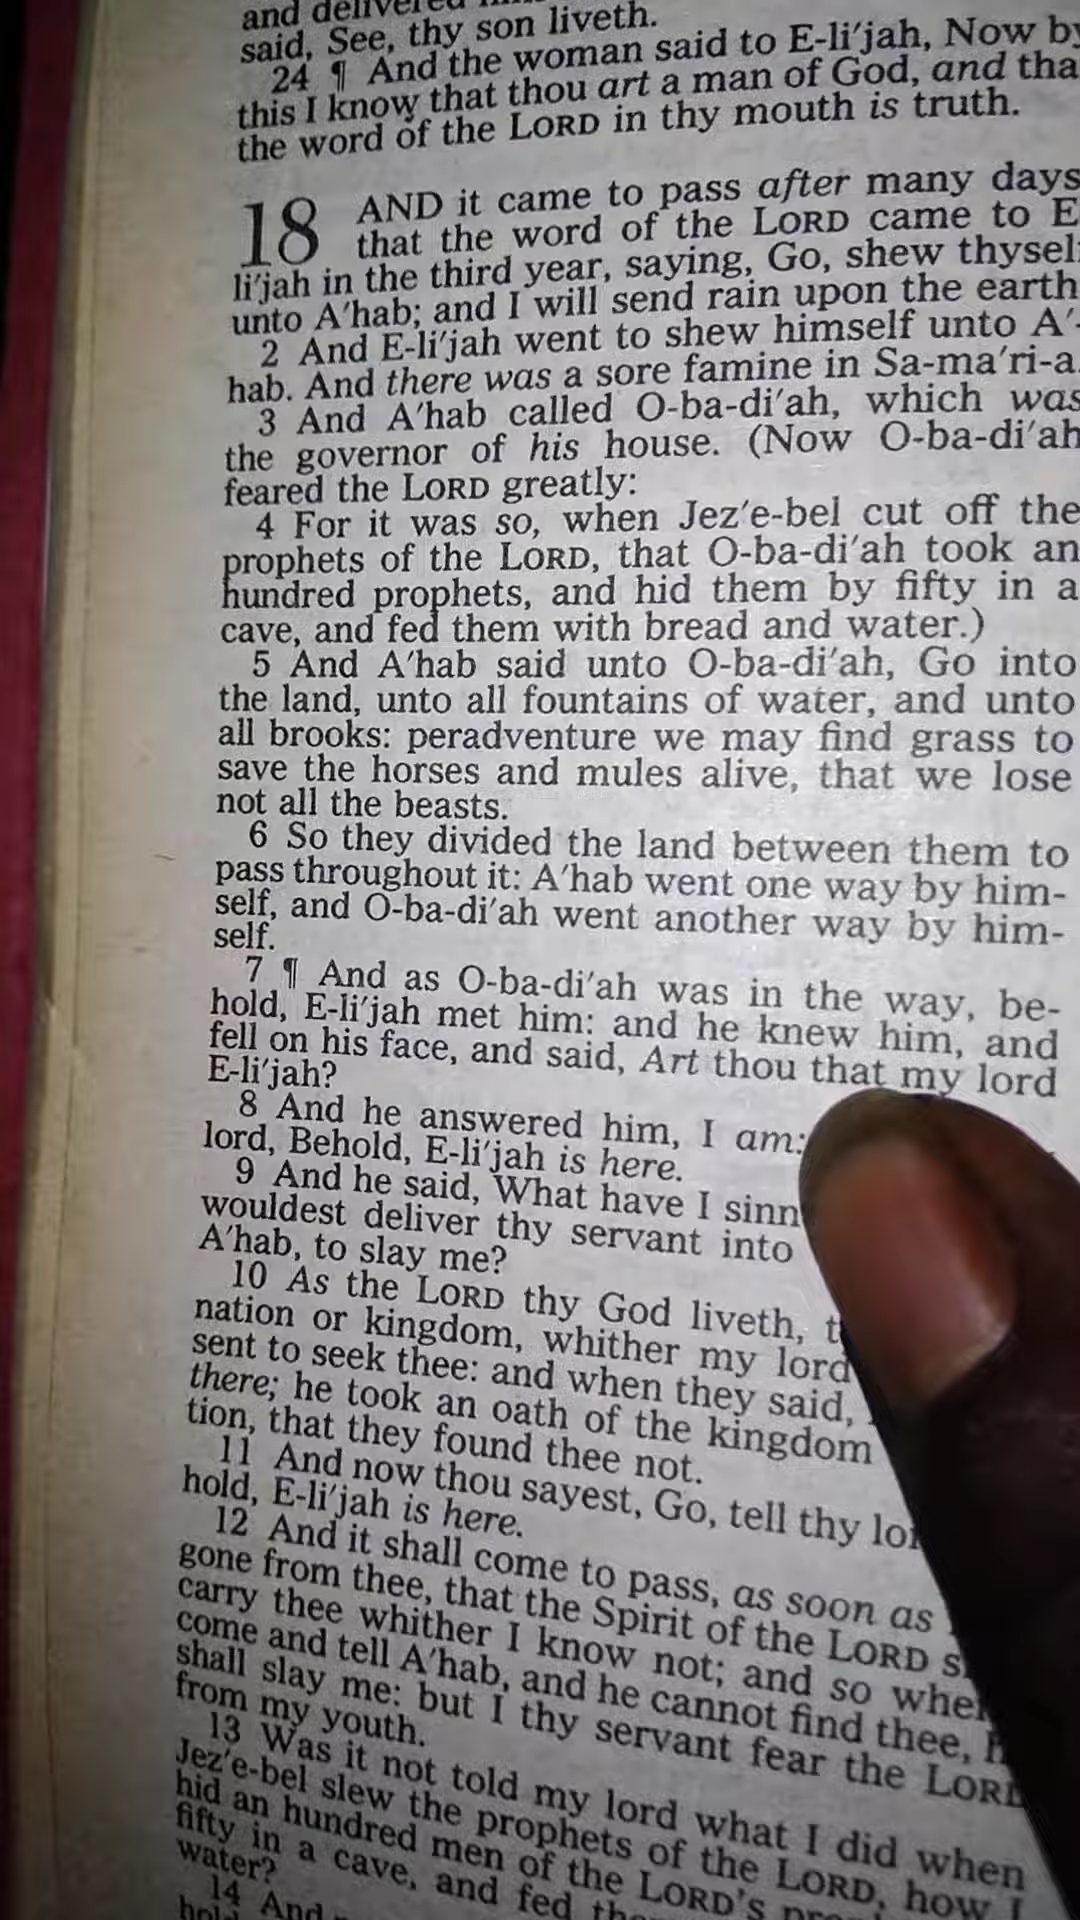 and delivered
said, See, thy son liveth.
24 ¶ And the woman said to E-li′jah, Now by
this I know that thou art a man of God, and tha
the word of the LORD in thy mouth is truth.
18 AND it came to pass after many days
that the word of the LORD came to E
li′jah in the third year, saying, Go, shew thysel
unto A′hab; and I will send rain upon the earth
2 And E-li′jah went to shew himself unto A′-
hab. And there was a sore famine in Sa-ma′ri-a.
3 And A′hab called O-ba-di′ah, which was
the governor of his house. (Now O-ba-di′ah
feared the LORD greatly:
4 For it was so, when Jez′e-bel cut off the
prophets of the LORD, that O-ba-di′ah took an
hundred prophets, and hid them by fifty in a
cave, and fed them with bread and water.)
5 And A′hab said unto O-ba-di′ah, Go into
the land, unto all fountains of water, and unto
all brooks: peradventure we may find grass to
save the horses and mules alive, that we lose
not all the beasts.
6 So they divided the land between them to
pass throughout it: A′hab went one way by him-
self, and O-ba-di′ah went another way by him-
self.
7 ¶ And as O-ba-di′ah was in the way, be-
hold, E-li′jah met him: and he knew him, and
fell on his face, and said, Art thou that my lord
E-li′jah?
8 And he answered him, I am:
lord, Behold, E-li′jah is here.
9 And he said, What have I sinn
wouldest deliver thy servant into
A′hab, to slay me?
10 As the LORD thy God liveth, t
nation or kingdom, whither my lord
sent to seek thee: and when they said,
there; he took an oath of the kingdom
tion, that they found thee not.
11 And now thou sayest, Go, tell thy lor
hold, E-li′jah is here.
12 And it shall come to pass, as soon as
gone from thee, that the Spirit of the LORD s
carry thee whither I know not; and so when
come and tell A′hab, and he cannot find thee, h
shall slay me: but I thy servant fear the LORD
from my youth.
13 Was it not told my lord what I did when
Jez′e-bel slew the prophets of the LORD, how I
hid an hundred men of the LORD'S pro
fifty in a cave, and fed the
water?
14 And